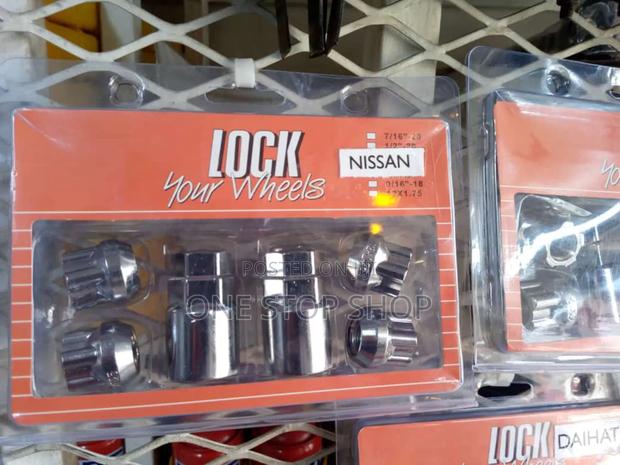 LOCK
Your Wheels
NISSAN
7/16"-20
1/2"-20
9/16"-18
12X1.75
POSTED ON
ONE STOP SHOP
LOCK
DAIHAT